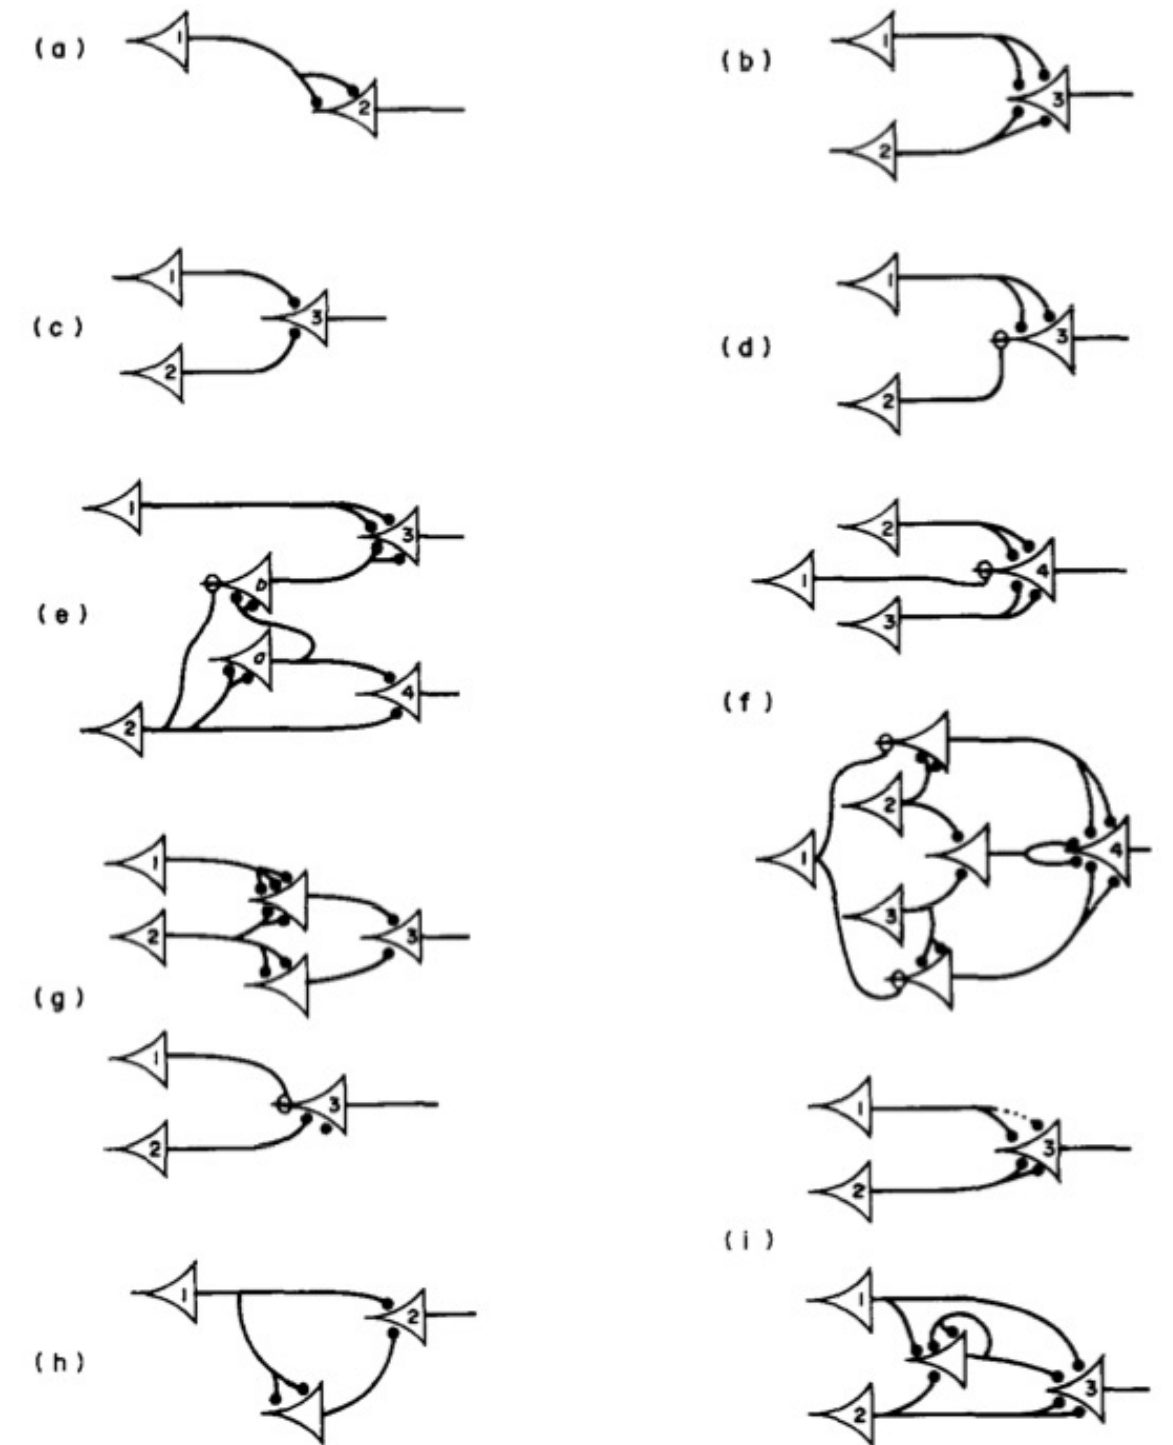 (a) 1 2
(b) 1 2 3
(c) 1 2 3
(d) 1 2 3
(e) 1 2 3 4 a b
(f) 1 2 3 4
1 2 3 4
(g) 1 2 3
1 2 3
(h) 1 2
(i) 1 2 3
1 2 3